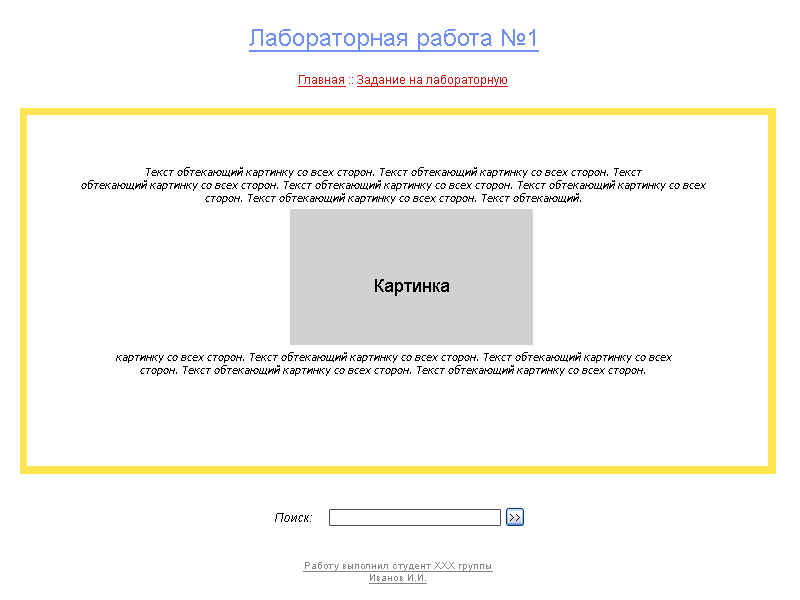 Лабораторная работа №1
Главная :: Задание на лабораторную
Текст обтекающий картинку со всех сторон. Текст обтекающий картинку со всех сторон. Текст
обтекающий картинку со всех сторон. Текст обтекающий картинку со всех сторон. Текст обтекающий картинку со всех
сторон. Текст обтекающий картинку со всех сторон. Текст обтекающий.
Картинка
картинку со всех сторон. Текст обтекающий картинку со всех сторон. Текст обтекающий картинку со всех
сторон. Текст обтекающий картинку со всех сторон. Текст обтекающий картинку со всех сторон.
Поиск: >>
Работу выполнил студент XXX группы
Иванов И.И.